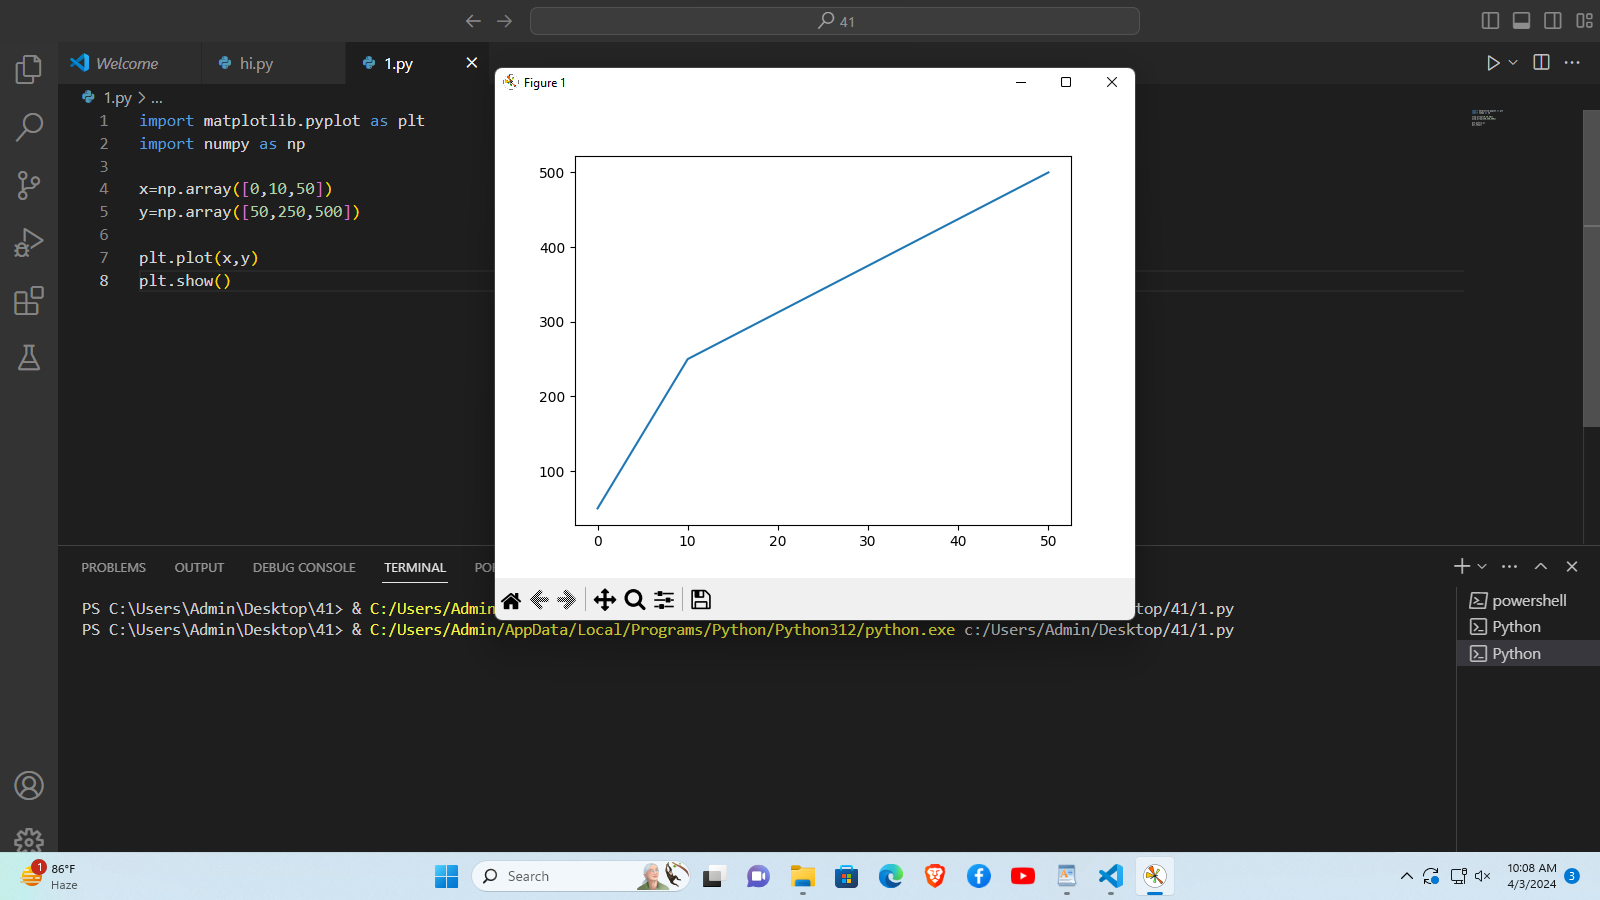 41
Welcome
hi.py
1.py
1.py > ...
1 import matplotlib.pyplot as plt
2 import numpy as np
3
4 x=np.array([0,10,50])
5 y=np.array([50,250,500])
6
7 plt.plot(x,y)
8 plt.show()
Figure 1
500
400
300
200
100
0 10 20 30 40 50
PROBLEMS OUTPUT DEBUG CONSOLE TERMINAL PO
PS C:\Users\Admin\Desktop\41> & C:/Users/Admin top/41/1.py
PS C:\Users\Admin\Desktop\41> & C:/Users/Admin/AppData/Local/Programs/Python/Python312/python.exe c:/Users/Admin/Desktop/41/1.py
powershell
Python
Python
1
86°F
Haze
Search
10:08 AM
4/3/2024
3